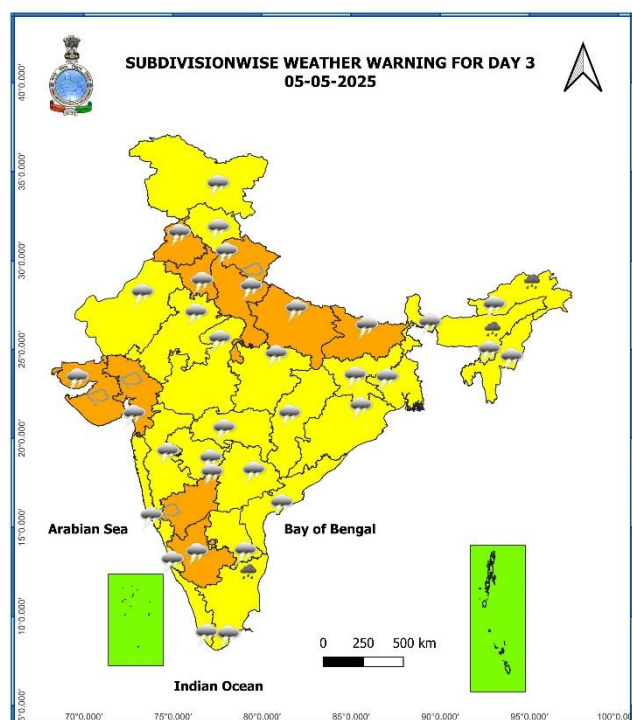 SUBDIVISIONWISE WEATHER WARNING FOR DAY 3
05-05-2025
40°0.000'
35°0.000'
30°0.000'
25°0.000'
20°0.000'
15°0.000'
10°0.000'
5°0.000'
Arabian Sea
Bay of Bengal
0 250 500 km
Indian Ocean
70°0.000' 75°0.000' 80°0.000' 85°0.000' 90°0.000' 95°0.000' 100°0.000'